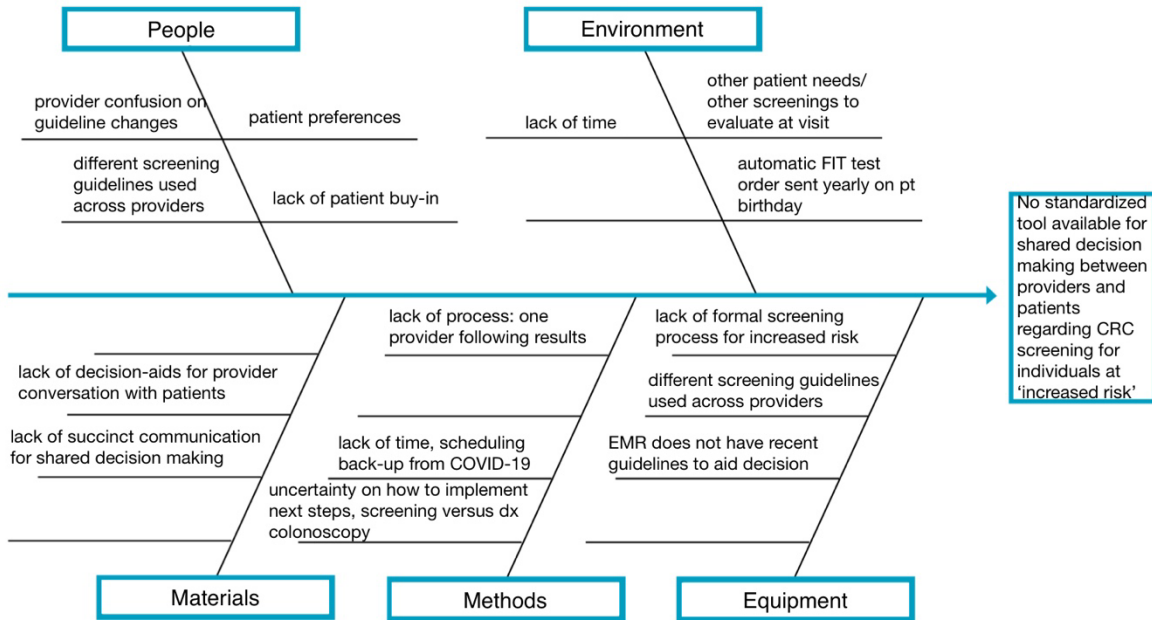 People
provider confusion on
guideline changes
patient preferences
different screening
guidelines used
across providers
lack of patient buy-in
Environment
lack of time
other patient needs/
other screenings to
evaluate at visit
automatic FIT test
order sent yearly on pt
birthday
No standardized
tool available for
shared decision
making between
providers and
patients
regarding CRC
screening for
individuals at
‘increased risk’
lack of decision-aids for provider
conversation with patients
lack of succinct communication
for shared decision making
Materials
lack of process: one
provider following results
lack of time, scheduling
back-up from COVID-19
uncertainty on how to implement
next steps, screening versus dx
colonoscopy
Methods
lack of formal screening
process for increased risk
different screening guidelines
used across providers
EMR does not have recent
guidelines to aid decision
Equipment